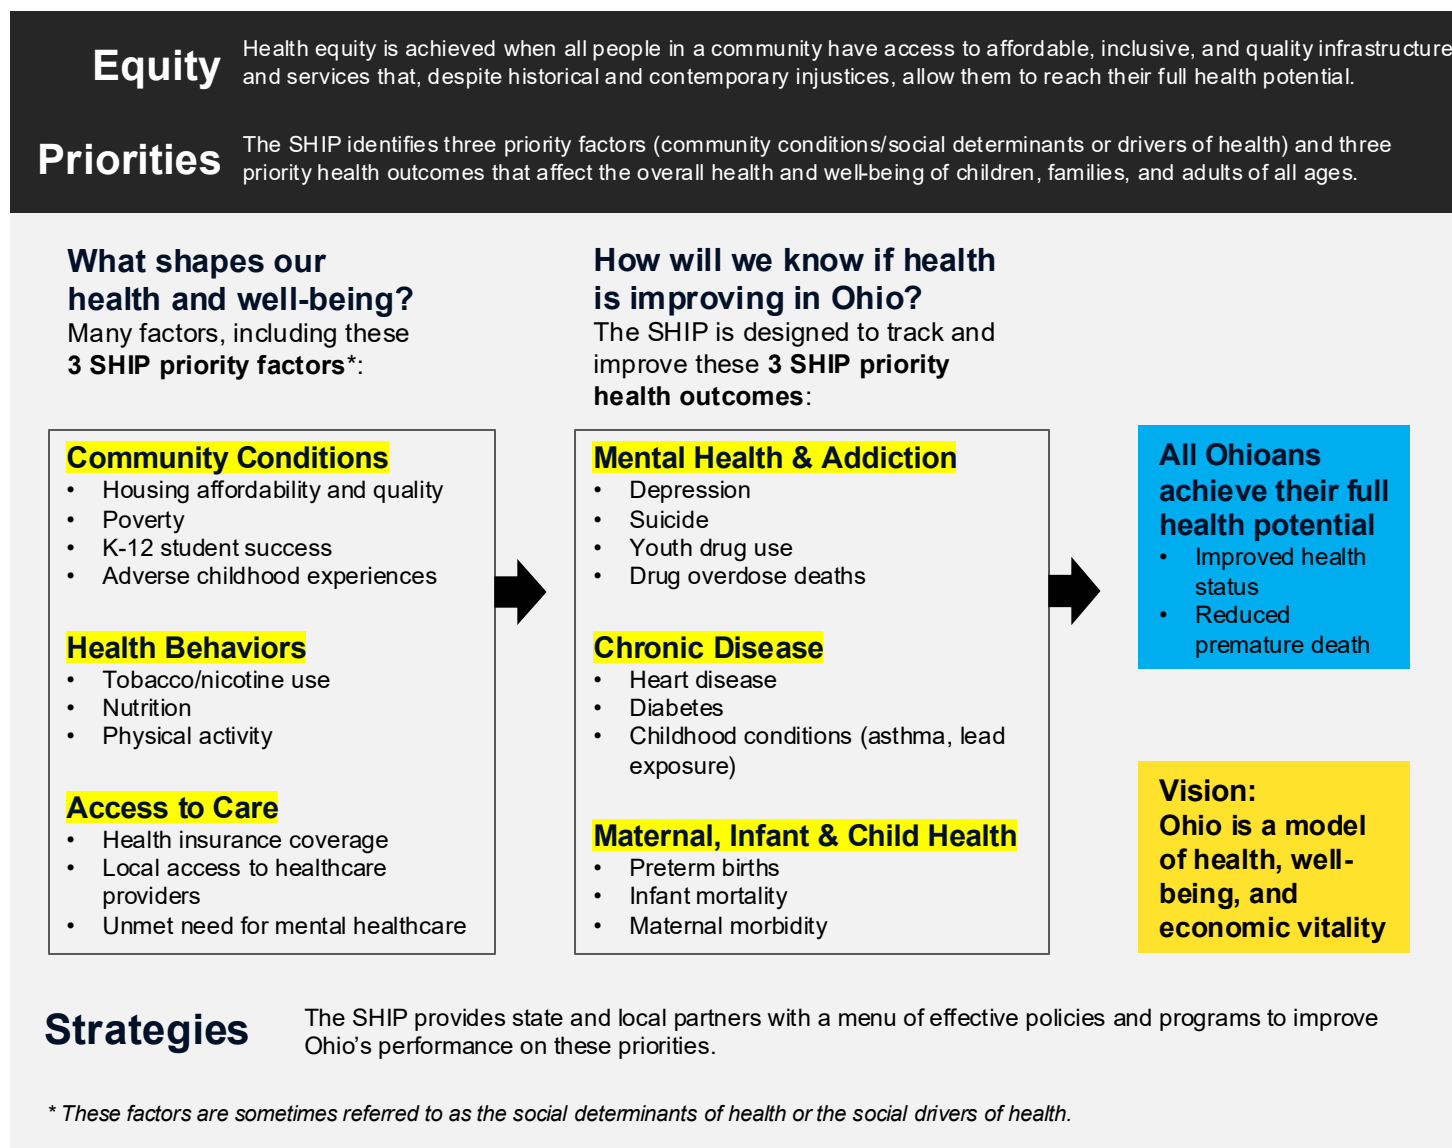 Equity
Health equity is achieved when all people in a community have access to affordable, inclusive, and quality infrastructure
and services that, despite historical and contemporary injustices, allow them to reach their full health potential.
Priorities
The SHIP identifies three priority factors (community conditions/social determinants or drivers of health) and three
priority health outcomes that affect the overall health and well-being of children, families, and adults of all ages.
What shapes our
health and well-being?
Many factors, including these
3 SHIP priority factors*:
Community Conditions
• Housing affordability and quality
• Poverty
• K-12 student success
• Adverse childhood experiences
Health Behaviors
• Tobacco/nicotine use
• Nutrition
• Physical activity
Access to Care
• Health insurance coverage
• Local access to healthcare
providers
• Unmet need for mental healthcare
How will we know if health
is improving in Ohio?
The SHIP is designed to track and
improve these 3 SHIP priority
health outcomes:
Mental Health & Addiction
• Depression
• Suicide
• Youth drug use
• Drug overdose deaths
Chronic Disease
• Heart disease
• Diabetes
• Childhood conditions (asthma, lead
exposure)
Maternal, Infant & Child Health
• Preterm births
• Infant mortality
• Maternal morbidity
All Ohioans
achieve their full
health potential
• Improved health
status
• Reduced
premature death
Vision:
Ohio is a model
of health, well-
being, and
economic vitality
Strategies
The SHIP provides state and local partners with a menu of effective policies and programs to improve
Ohio's performance on these priorities.
* These factors are sometimes referred to as the social determinants of health or the social drivers of health.